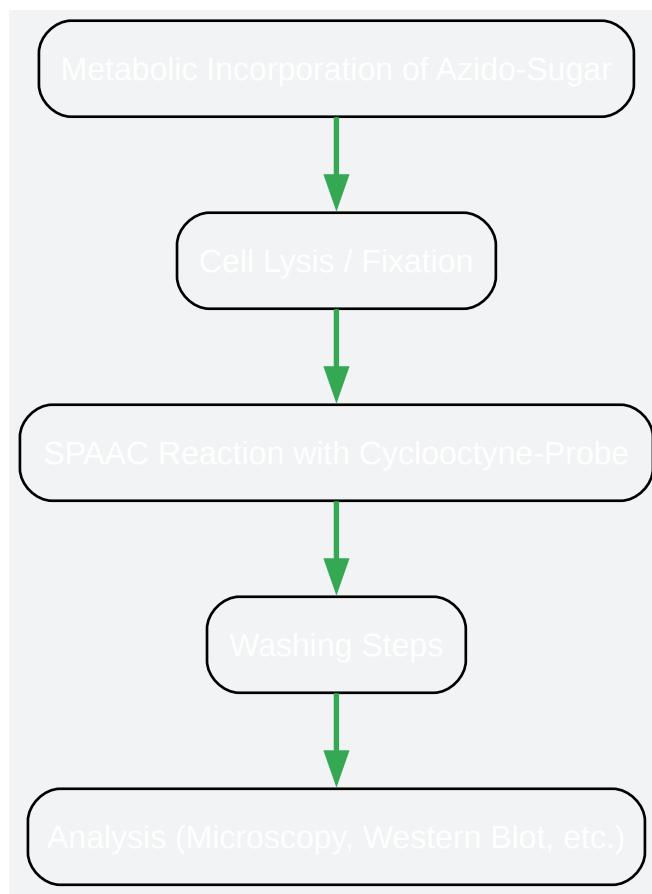 Metabolic Incorporation of Azido-Sugar
Cell Lysis / Fixation
SPAAC Reaction with Cyclooctyne-Probe
Washing Steps
Analysis (Microscopy, Western Blot, etc.)